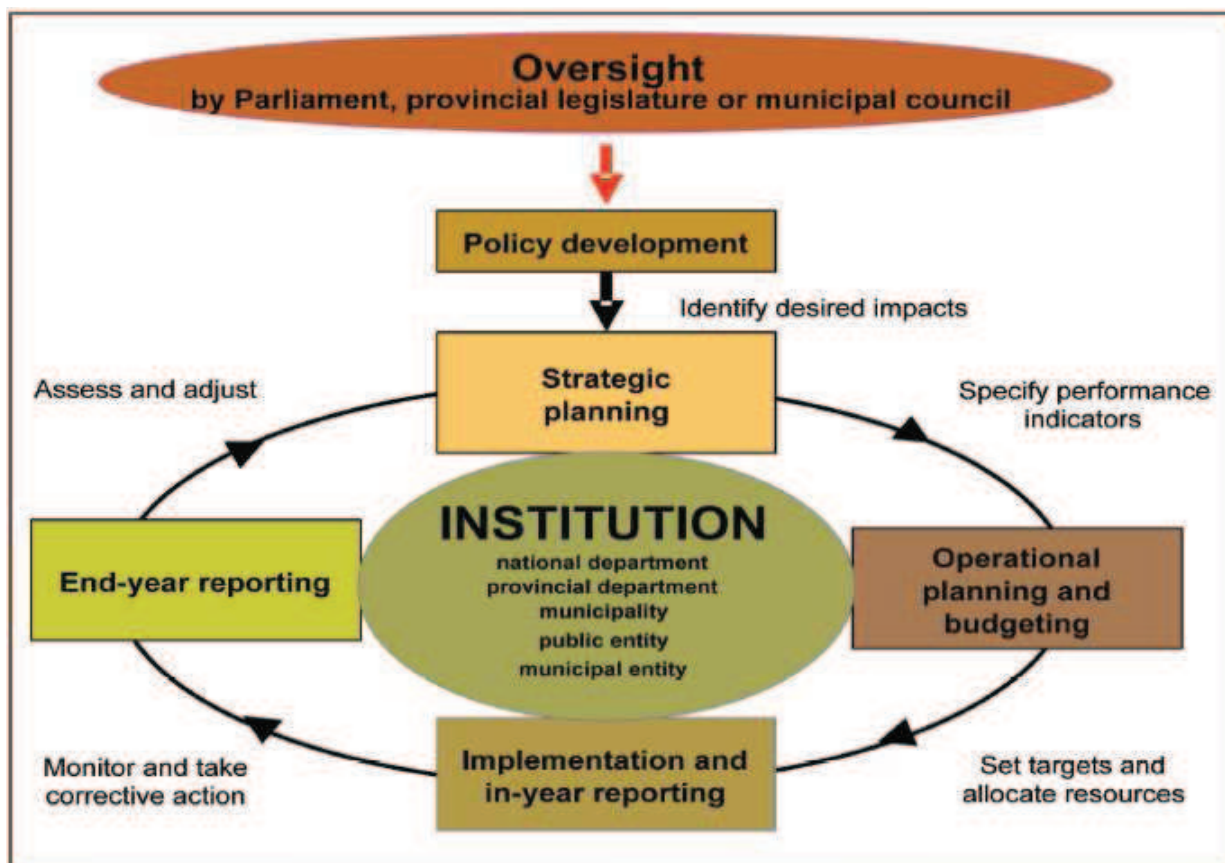 Oversight
by Parliament, provincial legislature or municipal council
Policy development
Identify desired impacts
Strategic
planning
Assess and adjust
Specify performance
indicators
INSTITUTION
national department
provincial department
municipality
public entity
municipal entity
End-year reporting
Operational
planning and
budgeting
Implementation and
in-year reporting
Monitor and take
corrective action
Set targets and
allocate resources